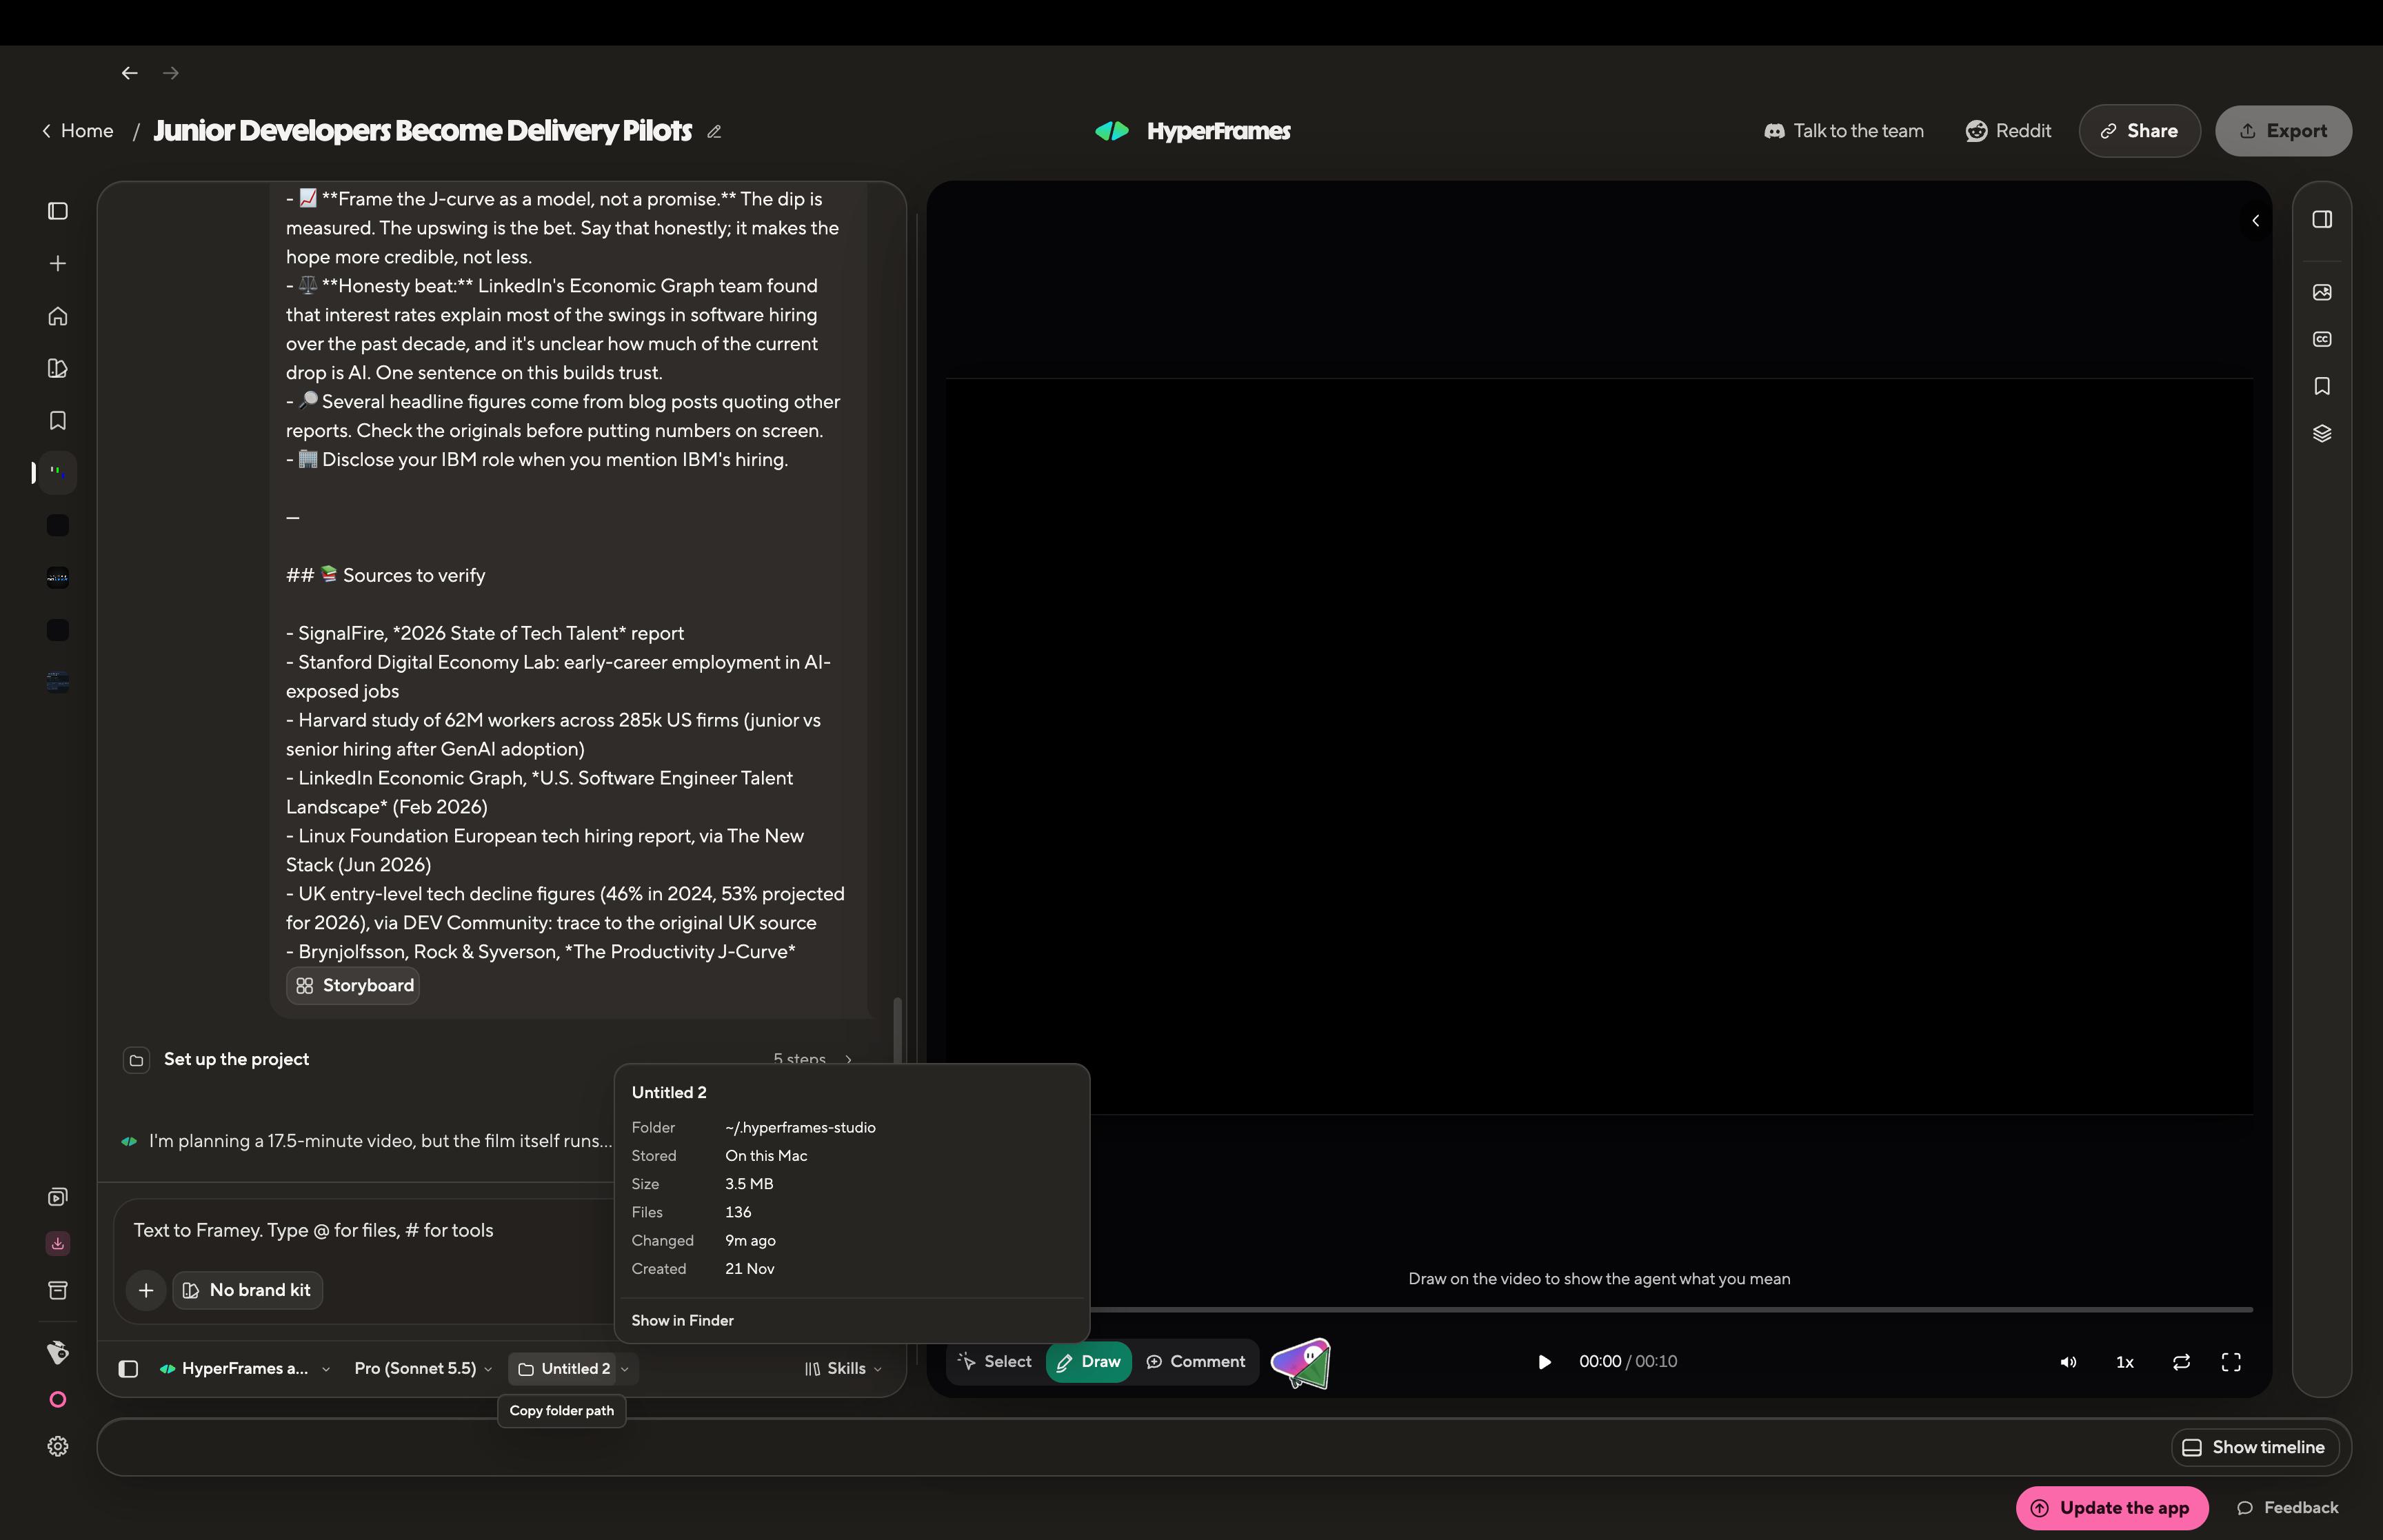 Home / Junior Developers Become Delivery Pilots
HyperFrames
Talk to the team
Reddit
Share
Export
- 📈 **Frame the J-curve as a model, not a promise.** The dip is
measured. The upswing is the bet. Say that honestly; it makes the
hope more credible, not less.
- ⚖️ **Honesty beat:** LinkedIn's Economic Graph team found
that interest rates explain most of the swings in software hiring
over the past decade, and it's unclear how much of the current
drop is AI. One sentence on this builds trust.
- 🔎 Several headline figures come from blog posts quoting other
reports. Check the originals before putting numbers on screen.
- 🏢 Disclose your IBM role when you mention IBM's hiring.
—
## 📚 Sources to verify
- SignalFire, *2026 State of Tech Talent* report
- Stanford Digital Economy Lab: early-career employment in AI-
exposed jobs
- Harvard study of 62M workers across 285k US firms (junior vs
senior hiring after GenAI adoption)
- LinkedIn Economic Graph, *U.S. Software Engineer Talent
Landscape* (Feb 2026)
- Linux Foundation European tech hiring report, via The New
Stack (Jun 2026)
- UK entry-level tech decline figures (46% in 2024, 53% projected
for 2026), via DEV Community: trace to the original UK source
- Brynjolfsson, Rock & Syverson, *The Productivity J-Curve*
Storyboard
Set up the project
5 steps
I'm planning a 17.5-minute video, but the film itself runs...
Text to Framey. Type @ for files, # for tools
No brand kit
HyperFrames a...
Pro (Sonnet 5.5)
Untitled 2
Skills
Copy folder path
Untitled 2
Folder ~/.hyperframes-studio
Stored On this Mac
Size 3.5 MB
Files 136
Changed 9m ago
Created 21 Nov
Show in Finder
CC
Draw on the video to show the agent what you mean
Select
Draw
Comment
00:00 / 00:10
1x
Show timeline
Update the app
Feedback